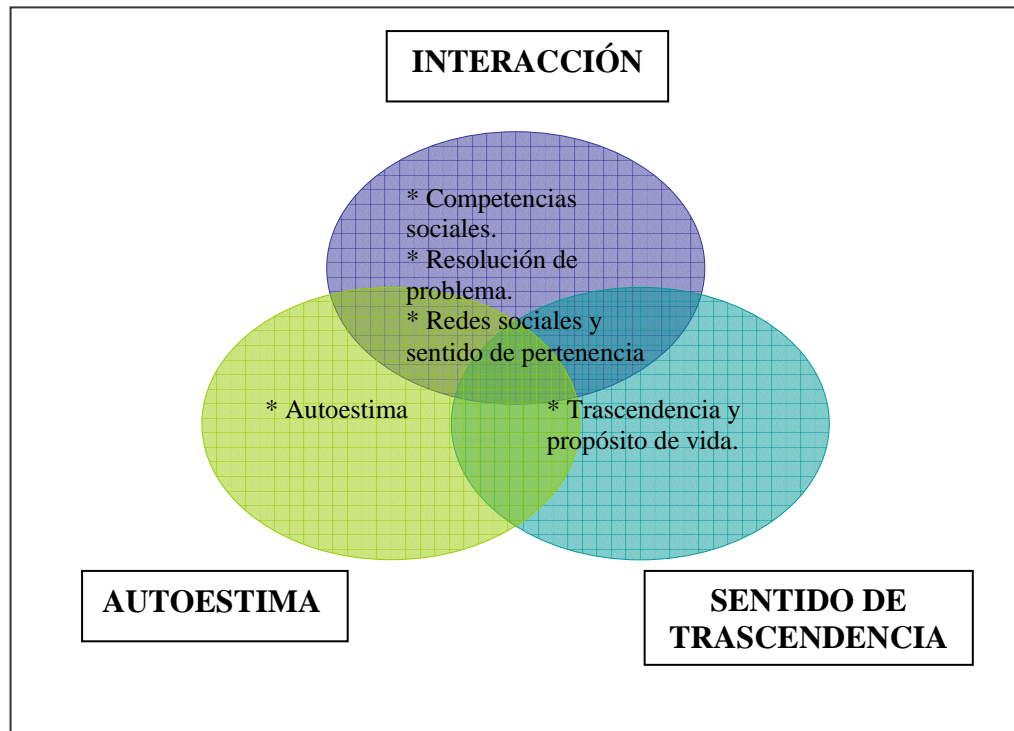 INTERACCIÓN
* Competencias
sociales.
* Resolución de
problema.
* Redes sociales y
sentido de pertenencia
* Autoestima
* Trascendencia y
propósito de vida.
AUTOESTIMA
SENTIDO DE
TRASCENDENCIA